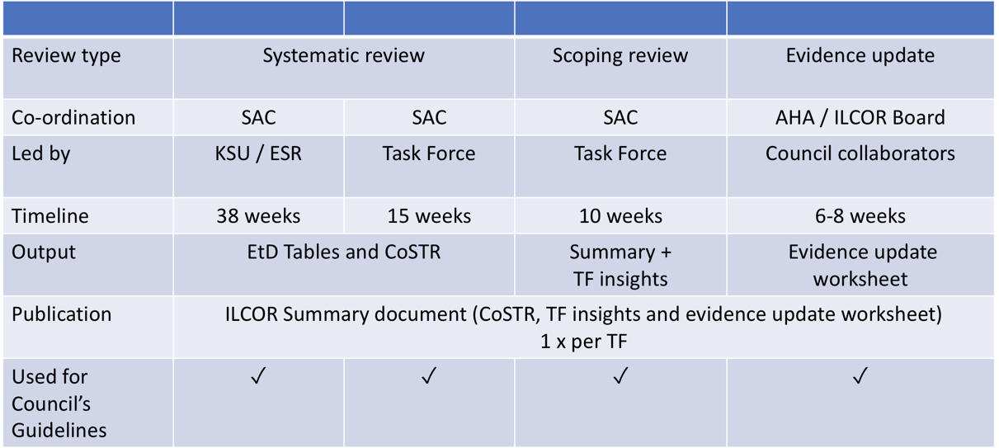 Review type Systematic review Scoping review Evidence update
Co-ordination SAC SAC SAC AHA / ILCOR Board
Led by KSU / ESR Task Force Task Force Council collaborators
Timeline 38 weeks 15 weeks 10 weeks 6-8 weeks
Output EtD Tables and CoSTR Summary + Evidence update
TF insights worksheet
Publication ILCOR Summary document (CoSTR, TF insights and evidence update worksheet)
1 x per TF
Used for ✓ ✓ ✓ ✓
Council’s
Guidelines